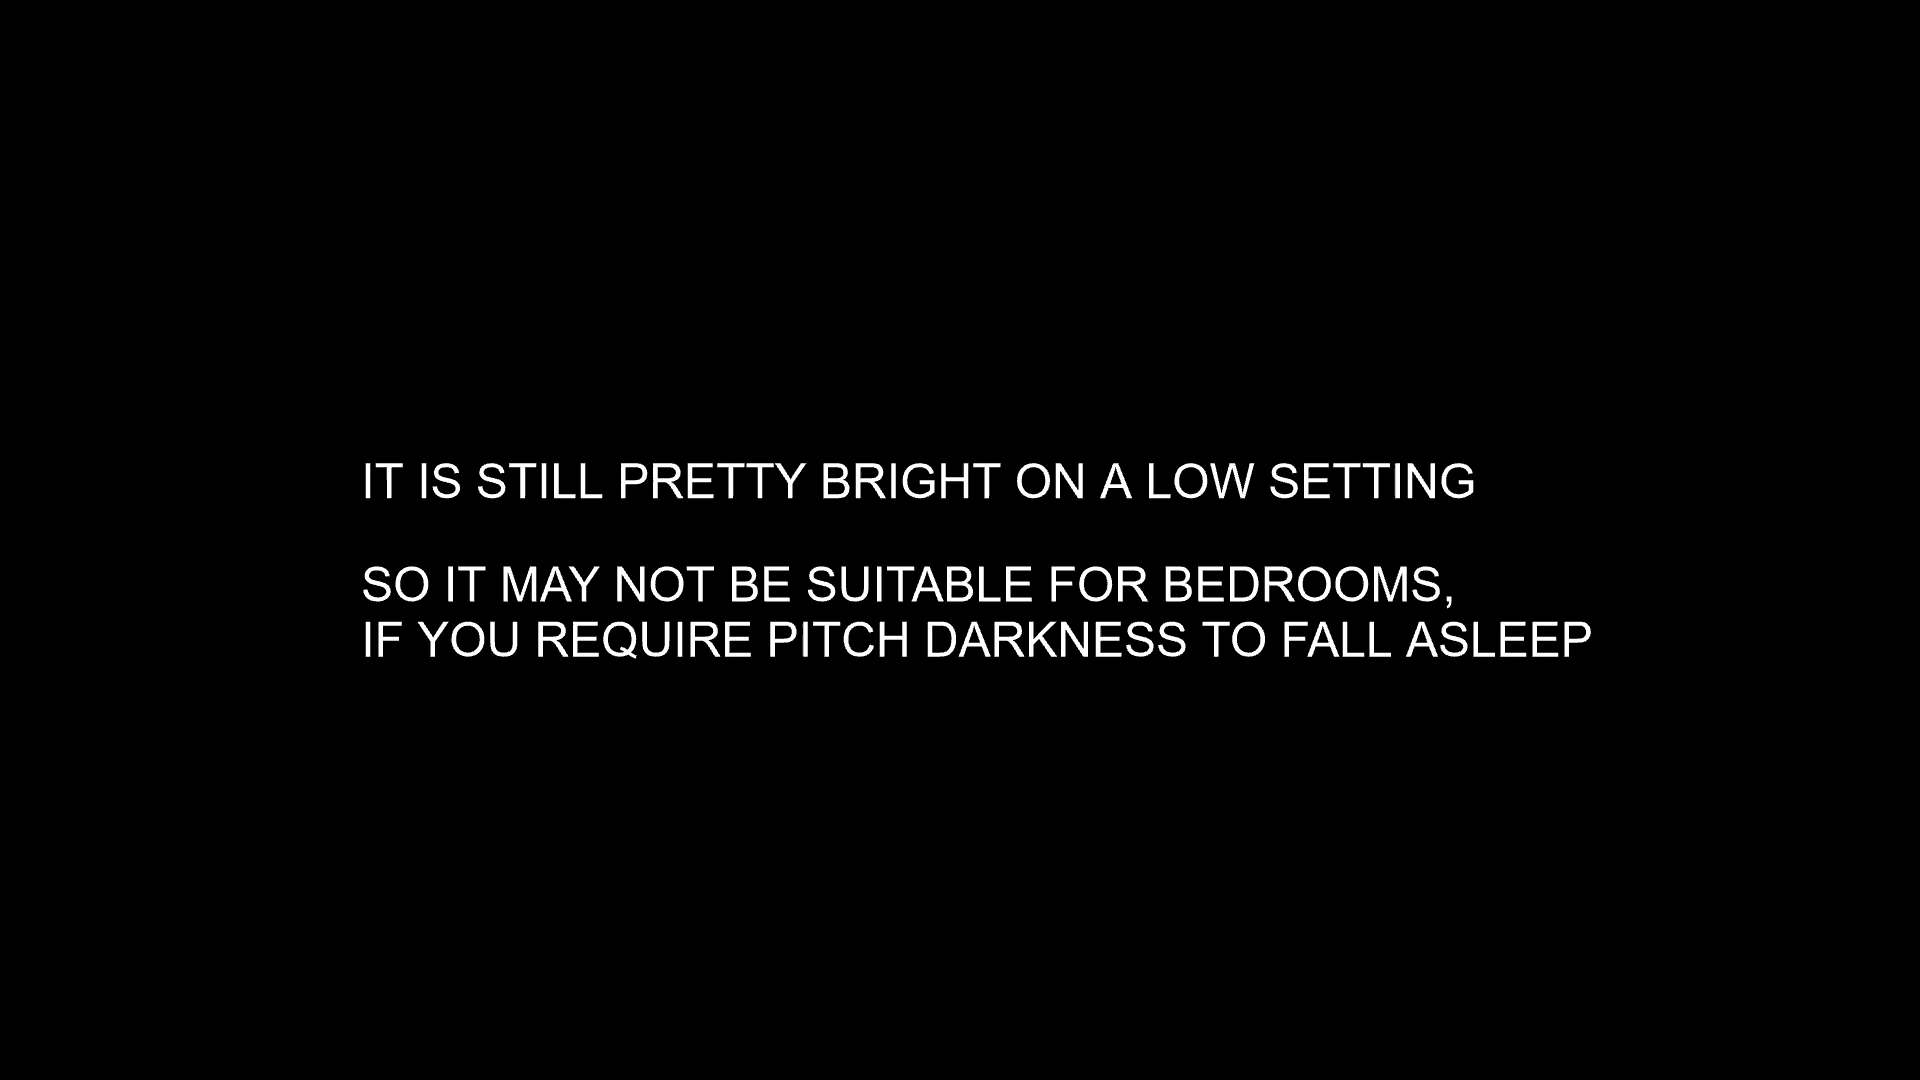 IT IS STILL PRETTY BRIGHT ON A LOW SETTING
SO IT MAY NOT BE SUITABLE FOR BEDROOMS,
IF YOU REQUIRE PITCH DARKNESS TO FALL ASLEEP